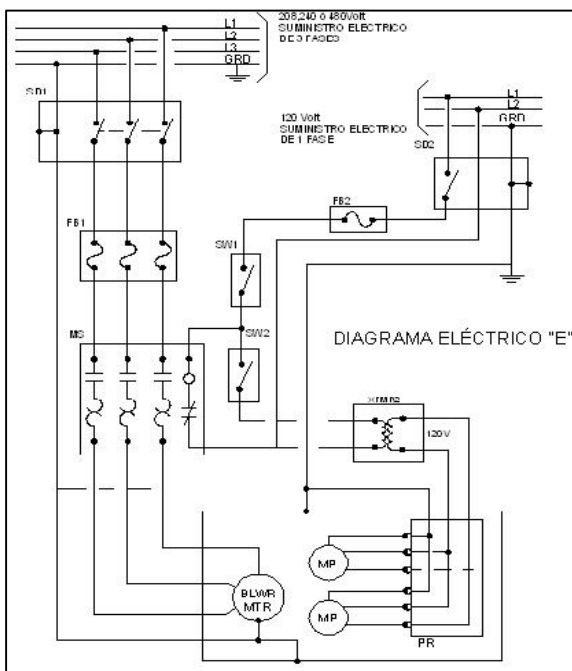 208,240 ó 480Volt
SUMINISTRO ELECTRICO
DE 3 FASES
L1
L2
L3
GRD
SD1
120 Volt
SUMINISTRO ELECTRICO
DE 1 FASE
L1
L2
GRD
SD2
FB2
FB1
SW1
MS
SW2
DIAGRAMA ELÉCTRICO "E"
XFMR2
120V
MP
BLWR
MTR
MP
PR